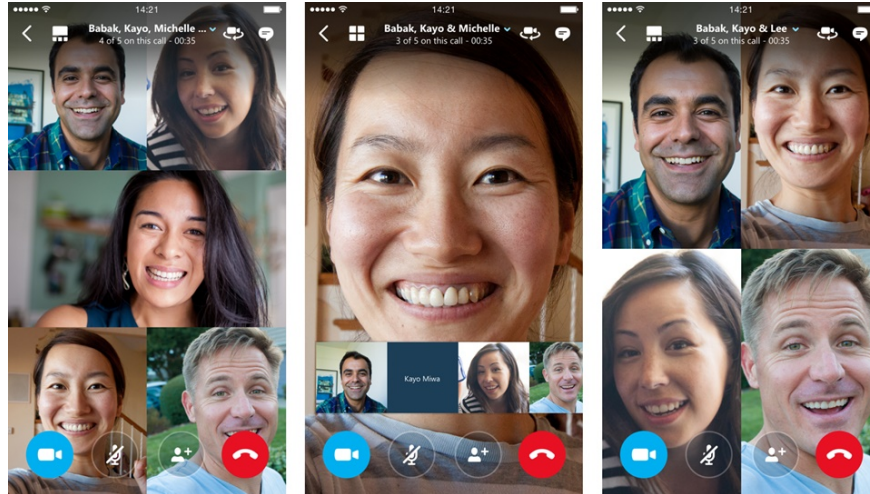 14:21
Babak, Kayo, Michelle ...
4 of 5 on this call - 00:35
14:21
Babak, Kayo & Michelle
3 of 5 on this call - 00:35
Kayo Miwa
14:21
Babak, Kayo & Lee
3 of 5 on this call - 00:35